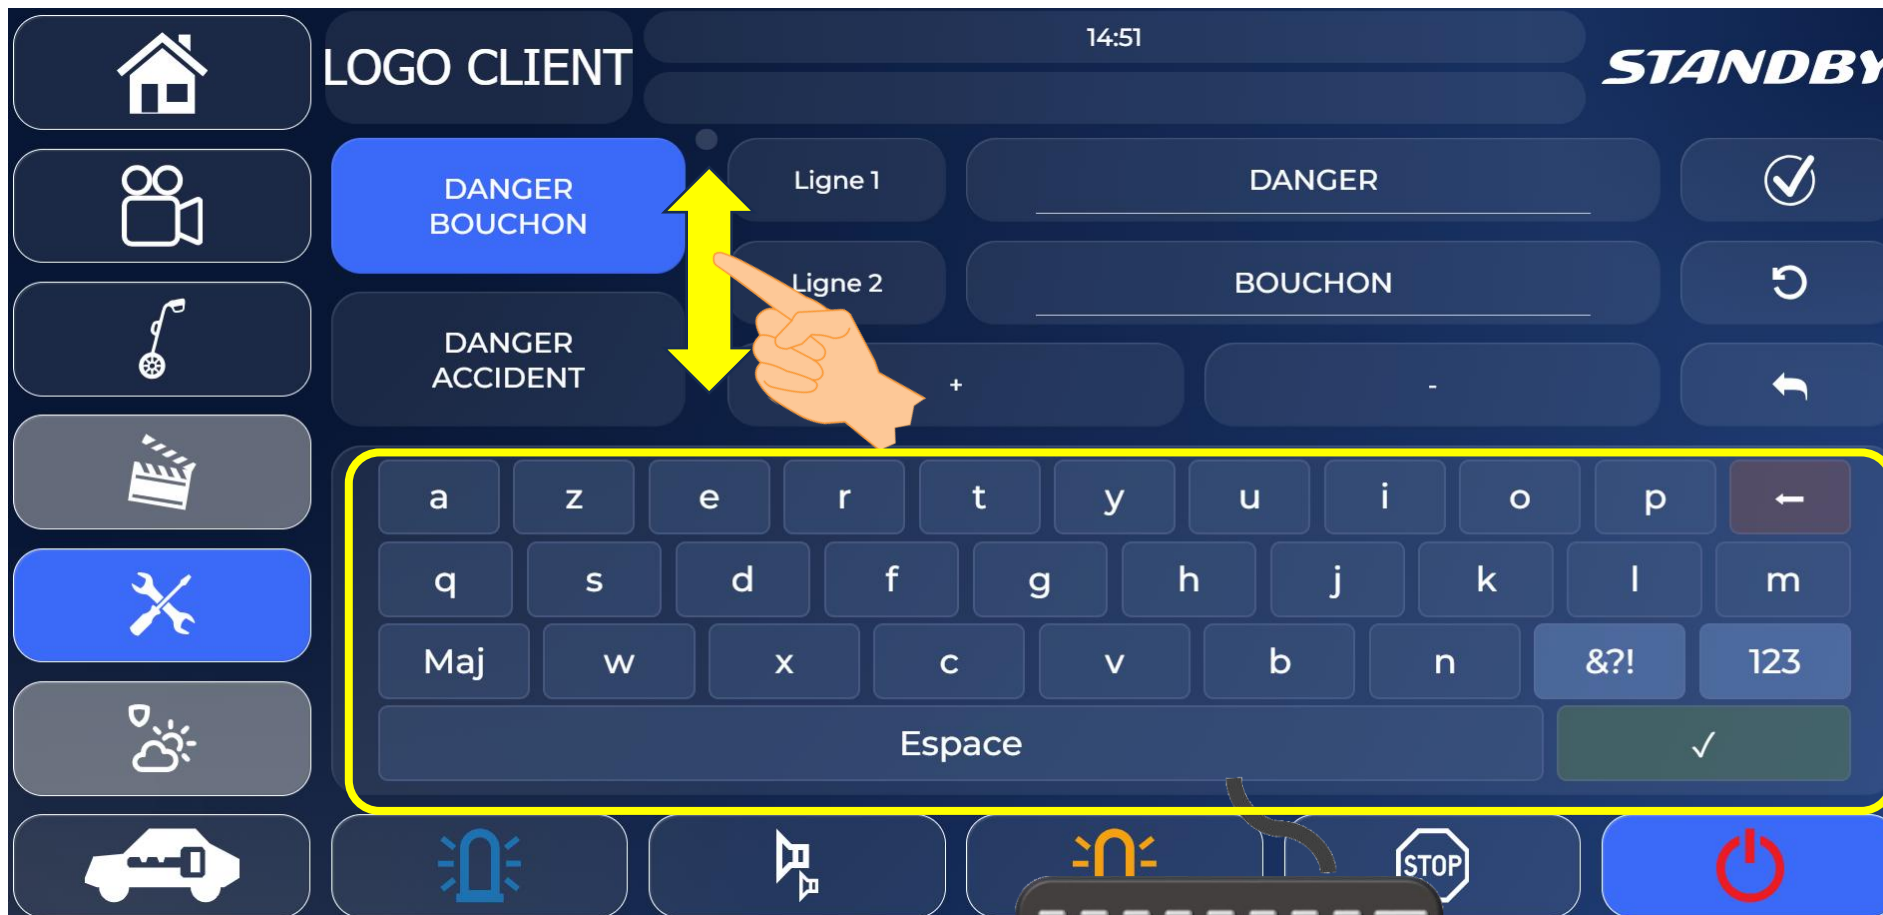 14:51
LOGO CLIENT
STANDBY
DANGER
BOUCHON
Ligne 1
DANGER
Ligne 2
BOUCHON
DANGER
ACCIDENT
+
-
a z e r t y u i o p
q s d f g h j k l m
Maj w x c v b n &?! 123
Espace
STOP